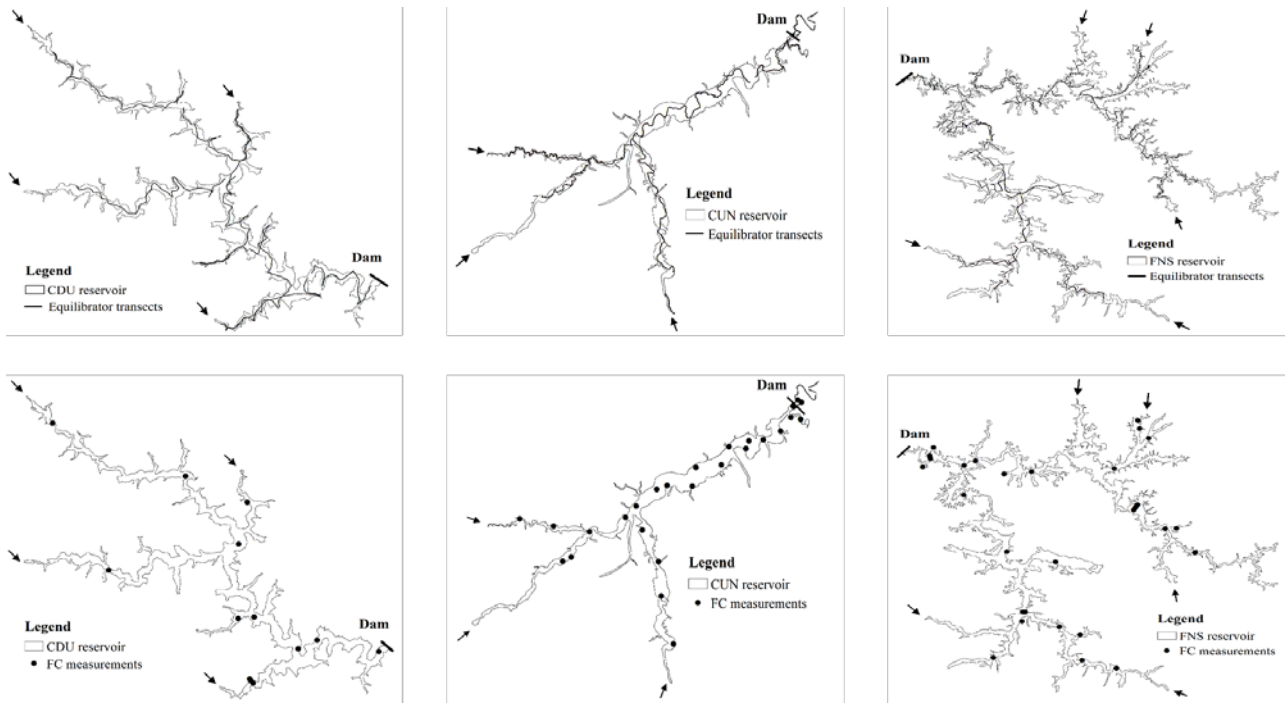 Dam
Legend
CDU reservoir
Equilibrator transects
Dam
Legend
CUN reservoir
Equilibrator transects
Dam
Legend
FNS reservoir
Equilibrator transects
Dam
Legend
CDU reservoir
FC measurements
Dam
Legend
CUN reservoir
FC measurements
Dam
Legend
FNS reservoir
FC measurements